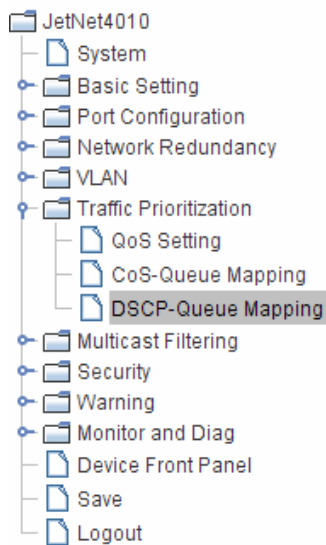 JetNet4010
System
Basic Setting
Port Configuration
Network Redundancy
VLAN
Traffic Prioritization
QoS Setting
CoS-Queue Mapping
DSCP-Queue Mapping
Multicast Filtering
Security
Warning
Monitor and Diag
Device Front Panel
Save
Logout